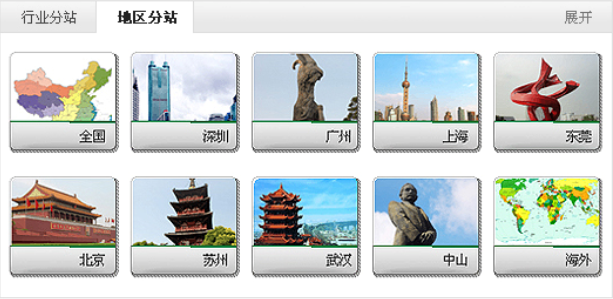 行业分站 地区分站 展开
全国 深圳 广州 上海 东莞
北京 苏州 武汉 中山 海外